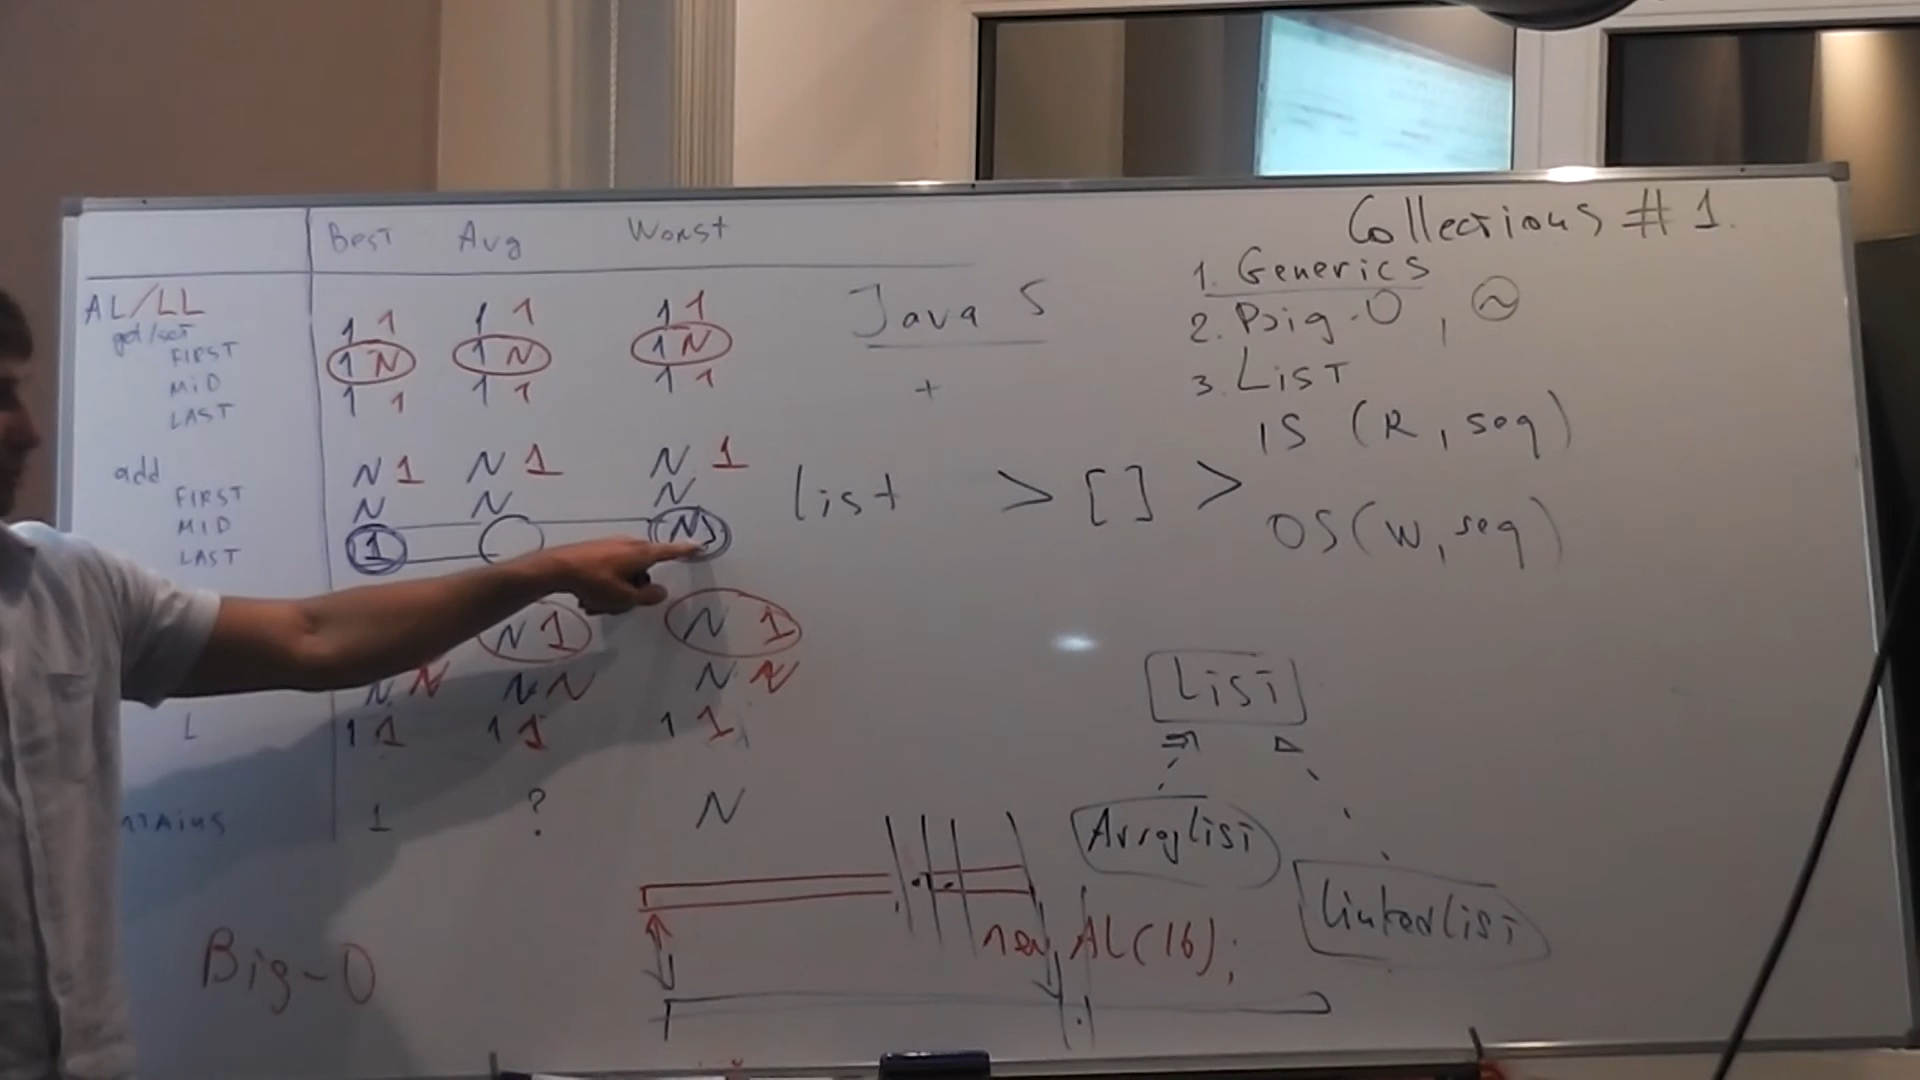 Best Avg Worst
AL/LL
get/set 1 1 1 1 1 1
FIRST 1 N 1 N 1 N
MID 1 1 1 1 1 1
LAST
add N 1 N 1 N 1
FIRST N N N
MID 1 N
LAST
N 1 N 1
N N N N N N
L 1 1 1 1 1 1
NTAINS 1 ? N
Big-O
Java 5
+
list > [] >
Collections #1.
1. Generics
2. Big-O, ~
3. List
IS (R, seq)
OS (W, seq)
List
ArrayList
LinkedList
new AL(16);